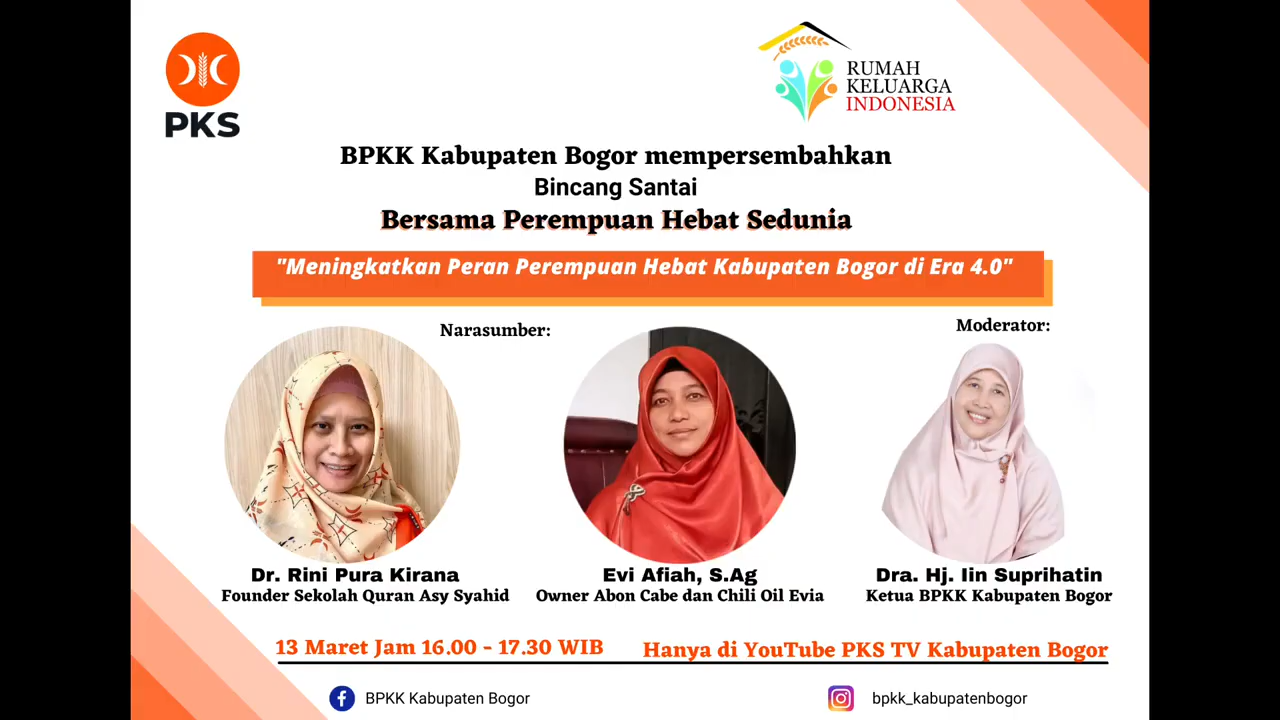 PKS
RUMAH
KELUARGA
INDONESIA
BPKK Kabupaten Bogor mempersembahkan
Bincang Santai
Bersama Perempuan Hebat Sedunia
"Meningkatkan Peran Perempuan Hebat Kabupaten Bogor di Era 4.0"
Narasumber:
Moderator:
Dr. Rini Pura Kirana
Founder Sekolah Quran Asy Syahid
Evi Afiah, S.Ag
Owner Abon Cabe dan Chili Oil Evia
Dra. Hj. Iin Suprihatin
Ketua BPKK Kabupaten Bogor
13 Maret Jam 16.00 - 17.30 WIB
Hanya di YouTube PKS TV Kabupaten Bogor
BPKK Kabupaten Bogor
bpkk_kabupatenbogor